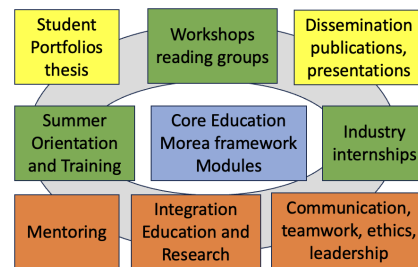 Student
Portfolios
thesis
Workshops
reading groups
Dissemination
publications,
presentations
Summer
Orientation
and Training
Core Education
Morea framework
Modules
Industry
internships
Mentoring
Integration
Education and
Research
Communication,
teamwork, ethics,
leadership